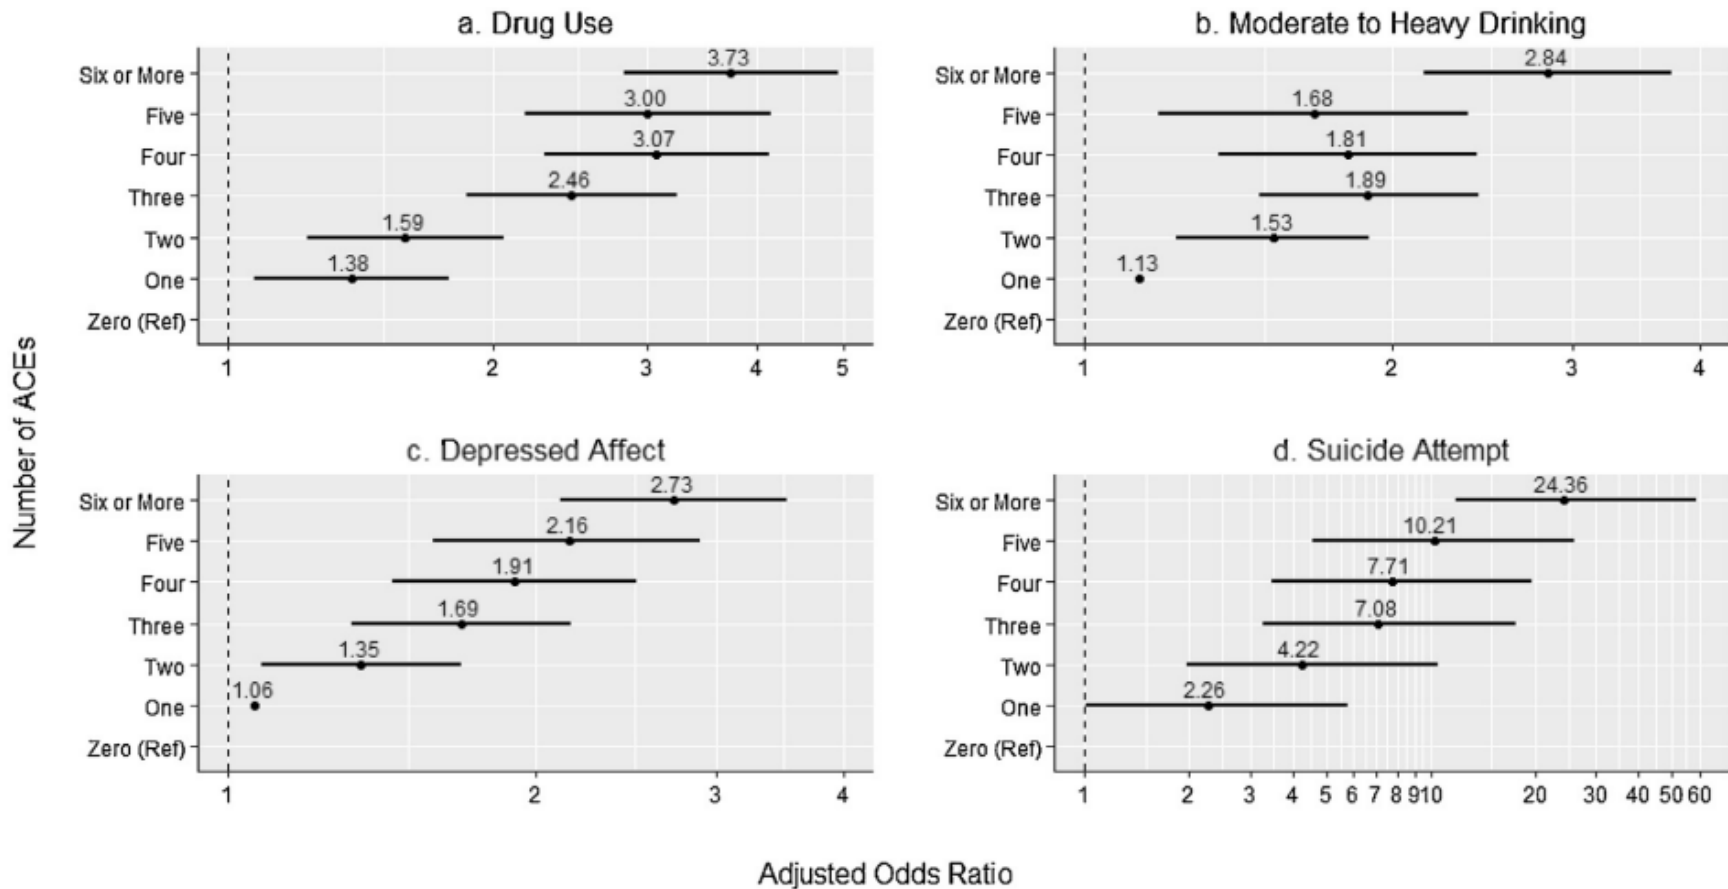 a. Drug Use
Six or More
3.73
Five
3.00
Four
3.07
Three
2.46
Two
1.59
One
1.38
Zero (Ref)
1 2 3 4 5
b. Moderate to Heavy Drinking
Six or More
2.84
Five
1.68
Four
1.81
Three
1.89
Two
1.53
One
1.13
Zero (Ref)
1 2 3 4
Number of ACEs
c. Depressed Affect
Six or More
2.73
Five
2.16
Four
1.91
Three
1.69
Two
1.35
One
1.06
Zero (Ref)
1 2 3 4
d. Suicide Attempt
Six or More
24.36
Five
10.21
Four
7.71
Three
7.08
Two
4.22
One
2.26
Zero (Ref)
1 2 3 4 5 6 7 8 910 20 30 40 50 60
Adjusted Odds Ratio